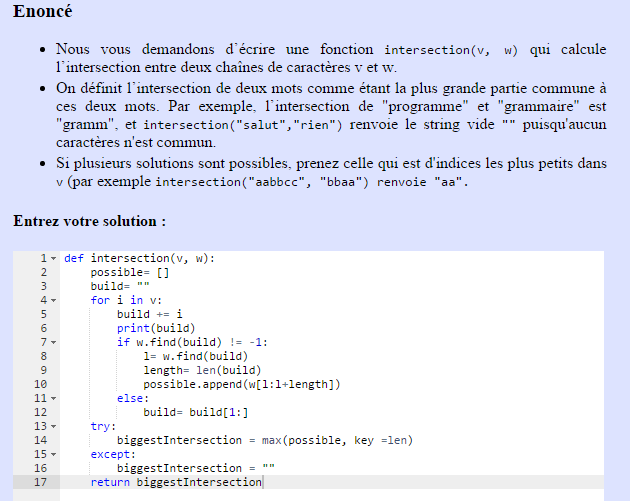 Enoncé
• Nous vous demandons d'écrire une fonction intersection(v, w) qui calcule
l'intersection entre deux chaînes de caractères v et w.
• On définit l'intersection de deux mots comme étant la plus grande partie commune à
ces deux mots. Par exemple, l'intersection de "programme" et "grammaire" est
"gramm", et intersection("salut","rien") renvoie le string vide "" puisqu'aucun
caractères n'est commun.
• Si plusieurs solutions sont possibles, prenez celle qui est d'indices les plus petits dans
v (par exemple intersection("aabbcc", "bbaa") renvoie "aa".
Entrez votre solution :
1 def intersection(v, w):
2     possible= []
3     build= ""
4     for i in v:
5         build += i
6         print(build)
7         if w.find(build) != -1:
8             l= w.find(build)
9             length= len(build)
10             possible.append(w[l:l+length])
11         else:
12             build= build[1:]
13     try:
14         biggestIntersection = max(possible, key =len)
15     except:
16         biggestIntersection = ""
17     return biggestIntersection